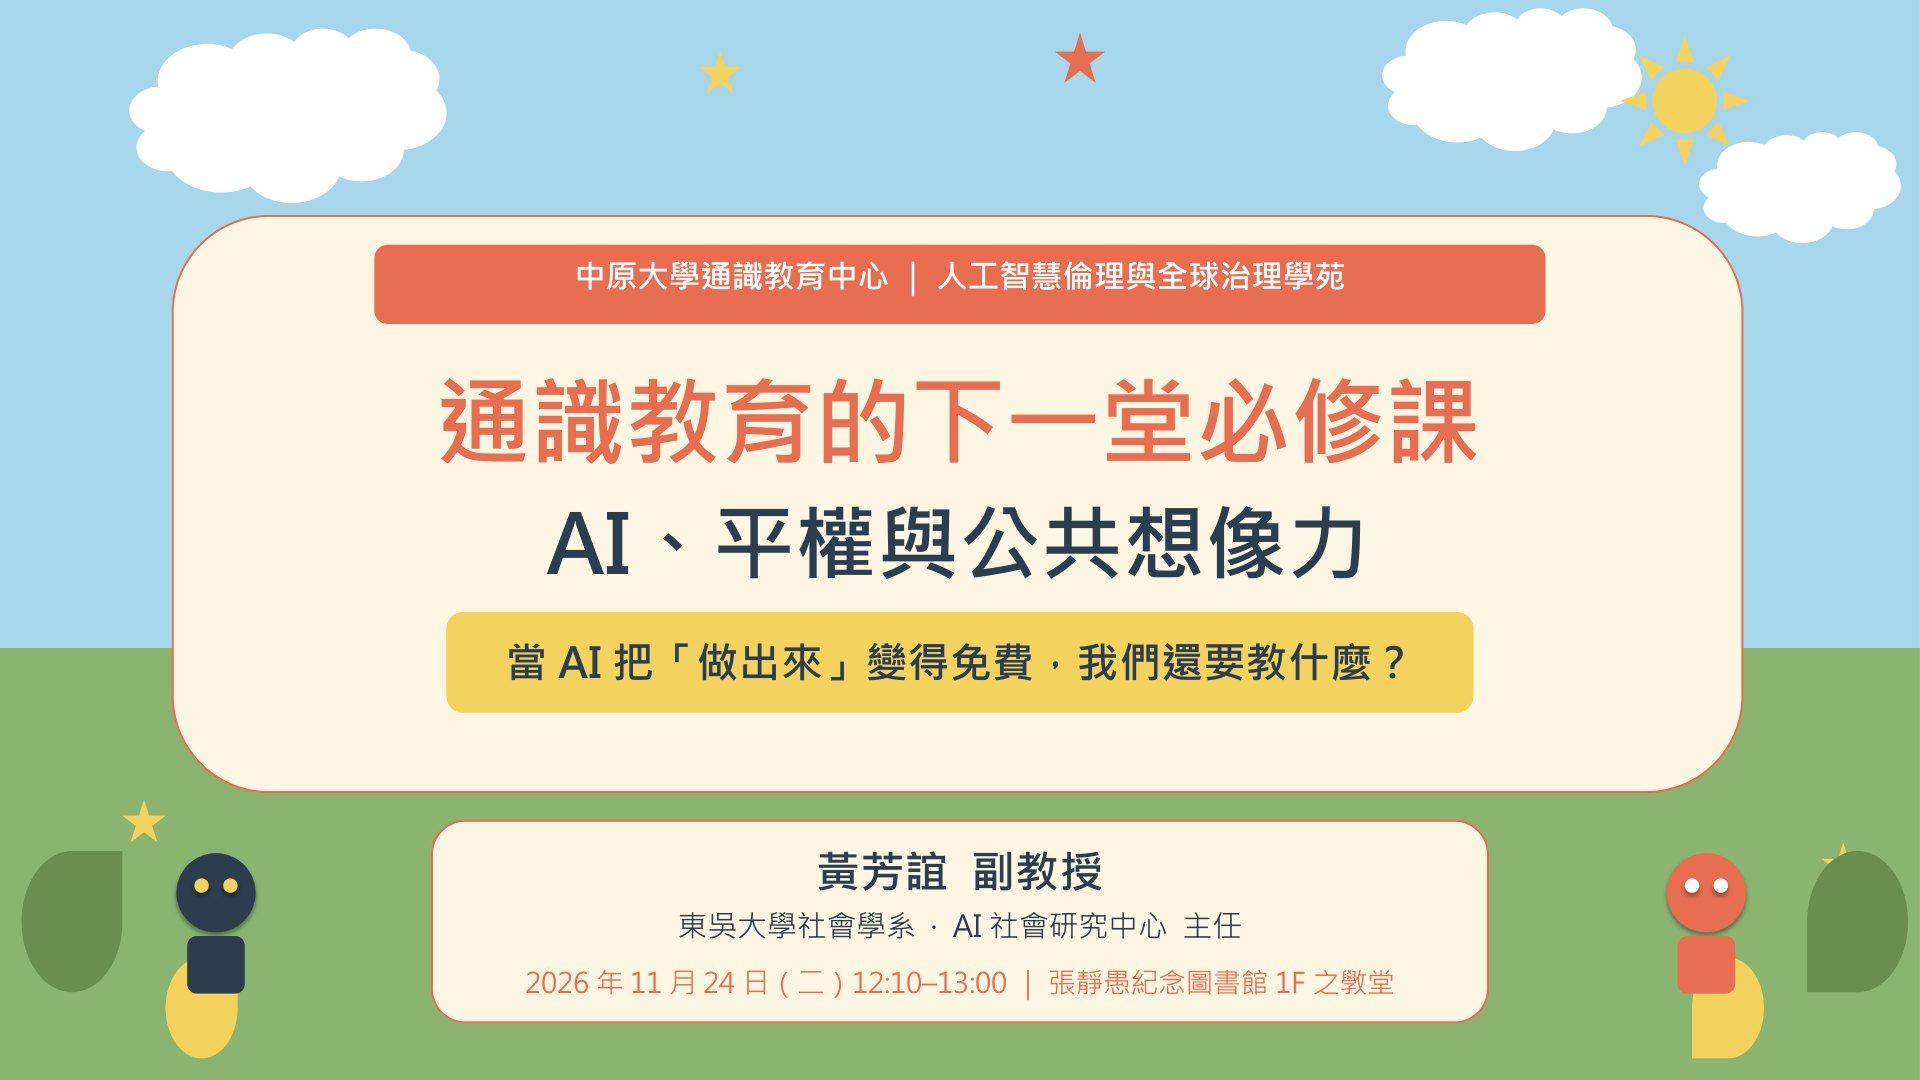 中原大學通識教育中心 | 人工智慧倫理與全球治理學苑
通識教育的下一堂必修課
AI、平權與公共想像力
當 AI 把「做出來」變得免費，我們還要教什麼？
黃芳誼 副教授
東吳大學社會學系 · AI 社會研究中心 主任
2026 年 11 月 24 日（二）12:10–13:00 | 張靜愚紀念圖書館 1F 之斅堂